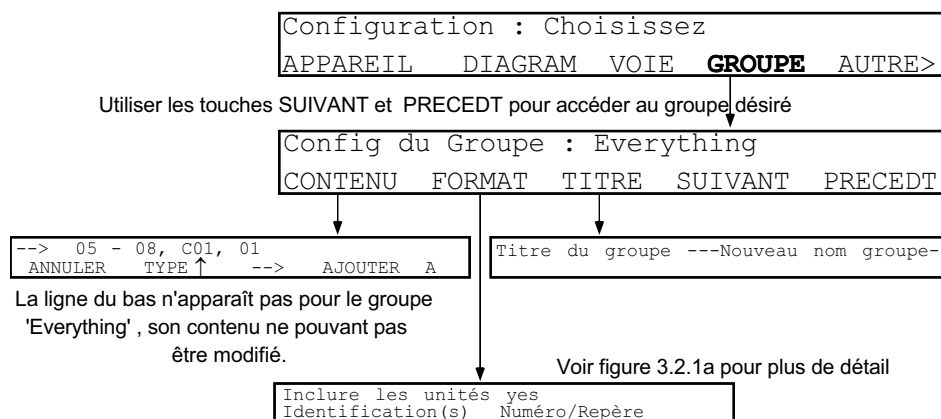 Configuration : Choisissez
APPAREIL DIAGRAM VOIE GROUPE AUTRE>
Utiliser les touches SUIVANT et PRECEDT pour accéder au groupe désiré
Config du Groupe : Everything
CONTENU FORMAT TITRE SUIVANT PRECEDT
--> 05 - 08, C01, 01
ANNULER TYPE ↑ --> AJOUTER A
Titre du groupe ---Nouveau nom groupe-
La ligne du bas n'apparaît pas pour le groupe
'Everything' , son contenu ne pouvant pas
être modifié.
Voir figure 3.2.1a pour plus de détail
Inclure les unités yes
Identification(s) Numéro/Repère